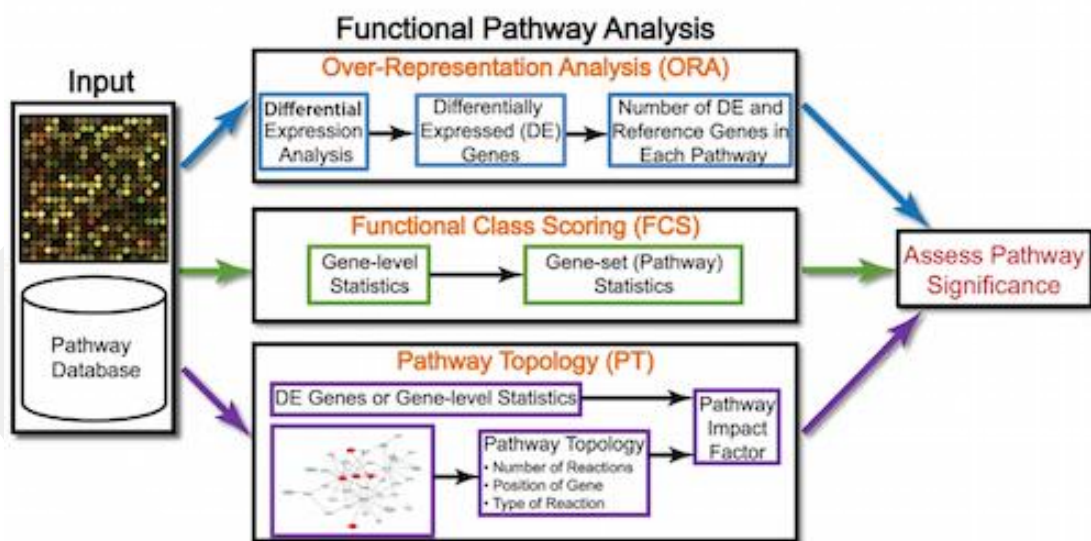 Functional Pathway Analysis
Input
Pathway
Database
Over-Representation Analysis (ORA)
Differential
Expression
Analysis
Differentially
Expressed (DE)
Genes
Number of DE and
Reference Genes in
Each Pathway
Functional Class Scoring (FCS)
Gene-level
Statistics
Gene-set (Pathway)
Statistics
Pathway Topology (PT)
DE Genes or Gene-level Statistics
Pathway Topology
• Number of Reactions
• Position of Gene
• Type of Reaction
Pathway
Impact
Factor
Assess Pathway
Significance